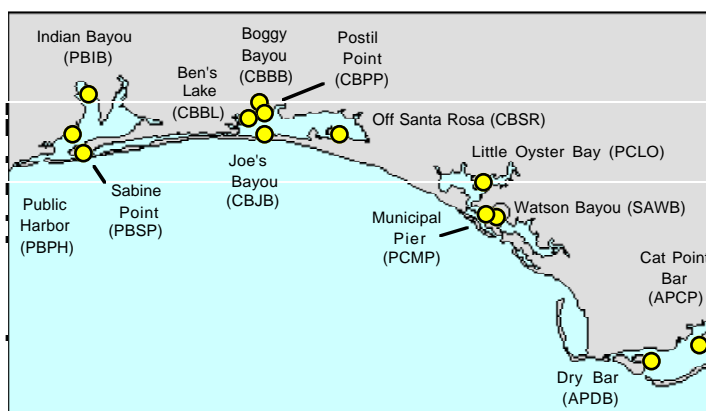 Indian Bayou
(PBIB)
Boggy
Bayou
(CBBB)
Postil
Point
(CBPP)
Ben's
Lake
(CBBL)
Off Santa Rosa (CBSR)
Little Oyster Bay (PCLO)
Joe's
Bayou
(CBJB)
Sabine
Point
(PBSP)
Public
Harbor
(PBPH)
Watson Bayou (SAWB)
Municipal
Pier
(PCMP)
Cat Point
Bar
(APCP)
Dry Bar
(APDB)